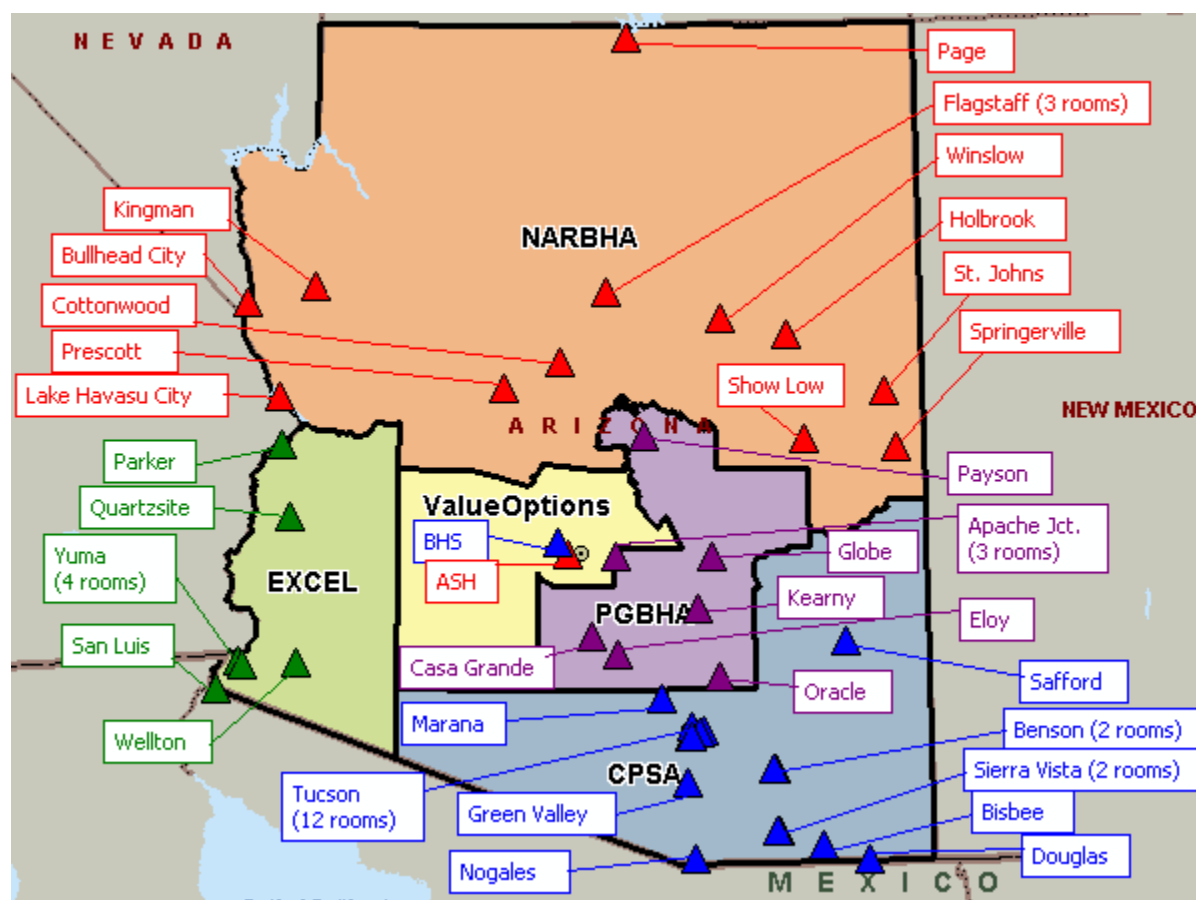 NEVADA
Page
Flagstaff (3 rooms)
Winslow
Kingman
Holbrook
NARBHA
Bullhead City
St. Johns
Cottonwood
Springerville
Prescott
Show Low
Lake Havasu City
NEW MEXICO
ARIZONA
Parker
Payson
Quartzsite
ValueOptions
Apache Jct.
(3 rooms)
BHS
Globe
Yuma
(4 rooms)
ASH
EXCEL
Kearny
PGBHA
Eloy
San Luis
Casa Grande
Oracle
Safford
Marana
Wellton
Benson (2 rooms)
CPSA
Sierra Vista (2 rooms)
Tucson
(12 rooms)
Green Valley
Bisbee
Nogales
Douglas
MEXICO